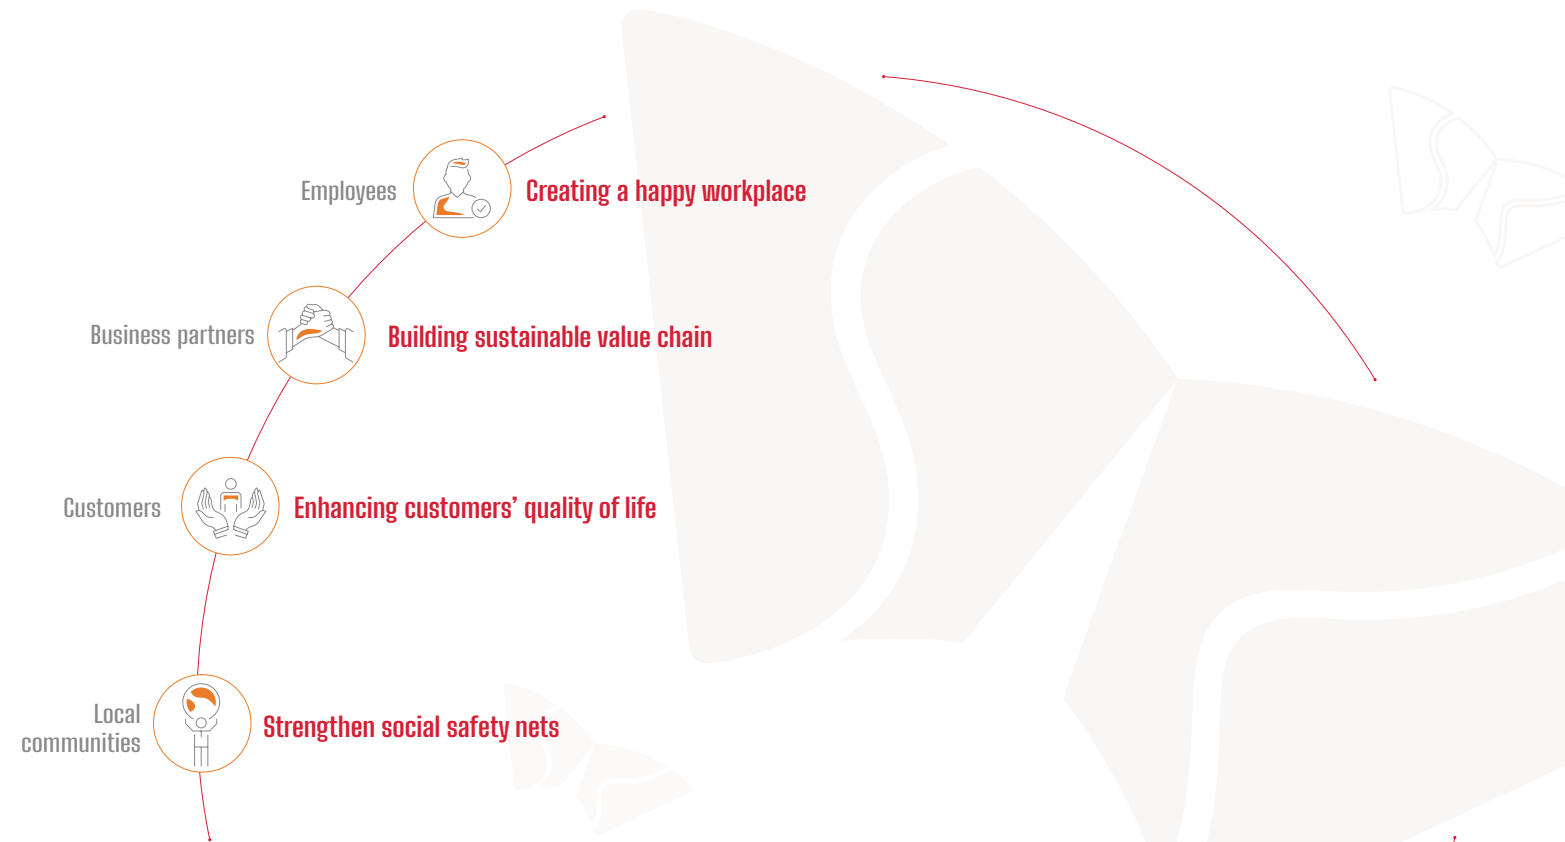 Employees
Creating a happy workplace
Business partners
Building sustainable value chain
Customers
Enhancing customers’ quality of life
Local
communities
Strengthen social safety nets